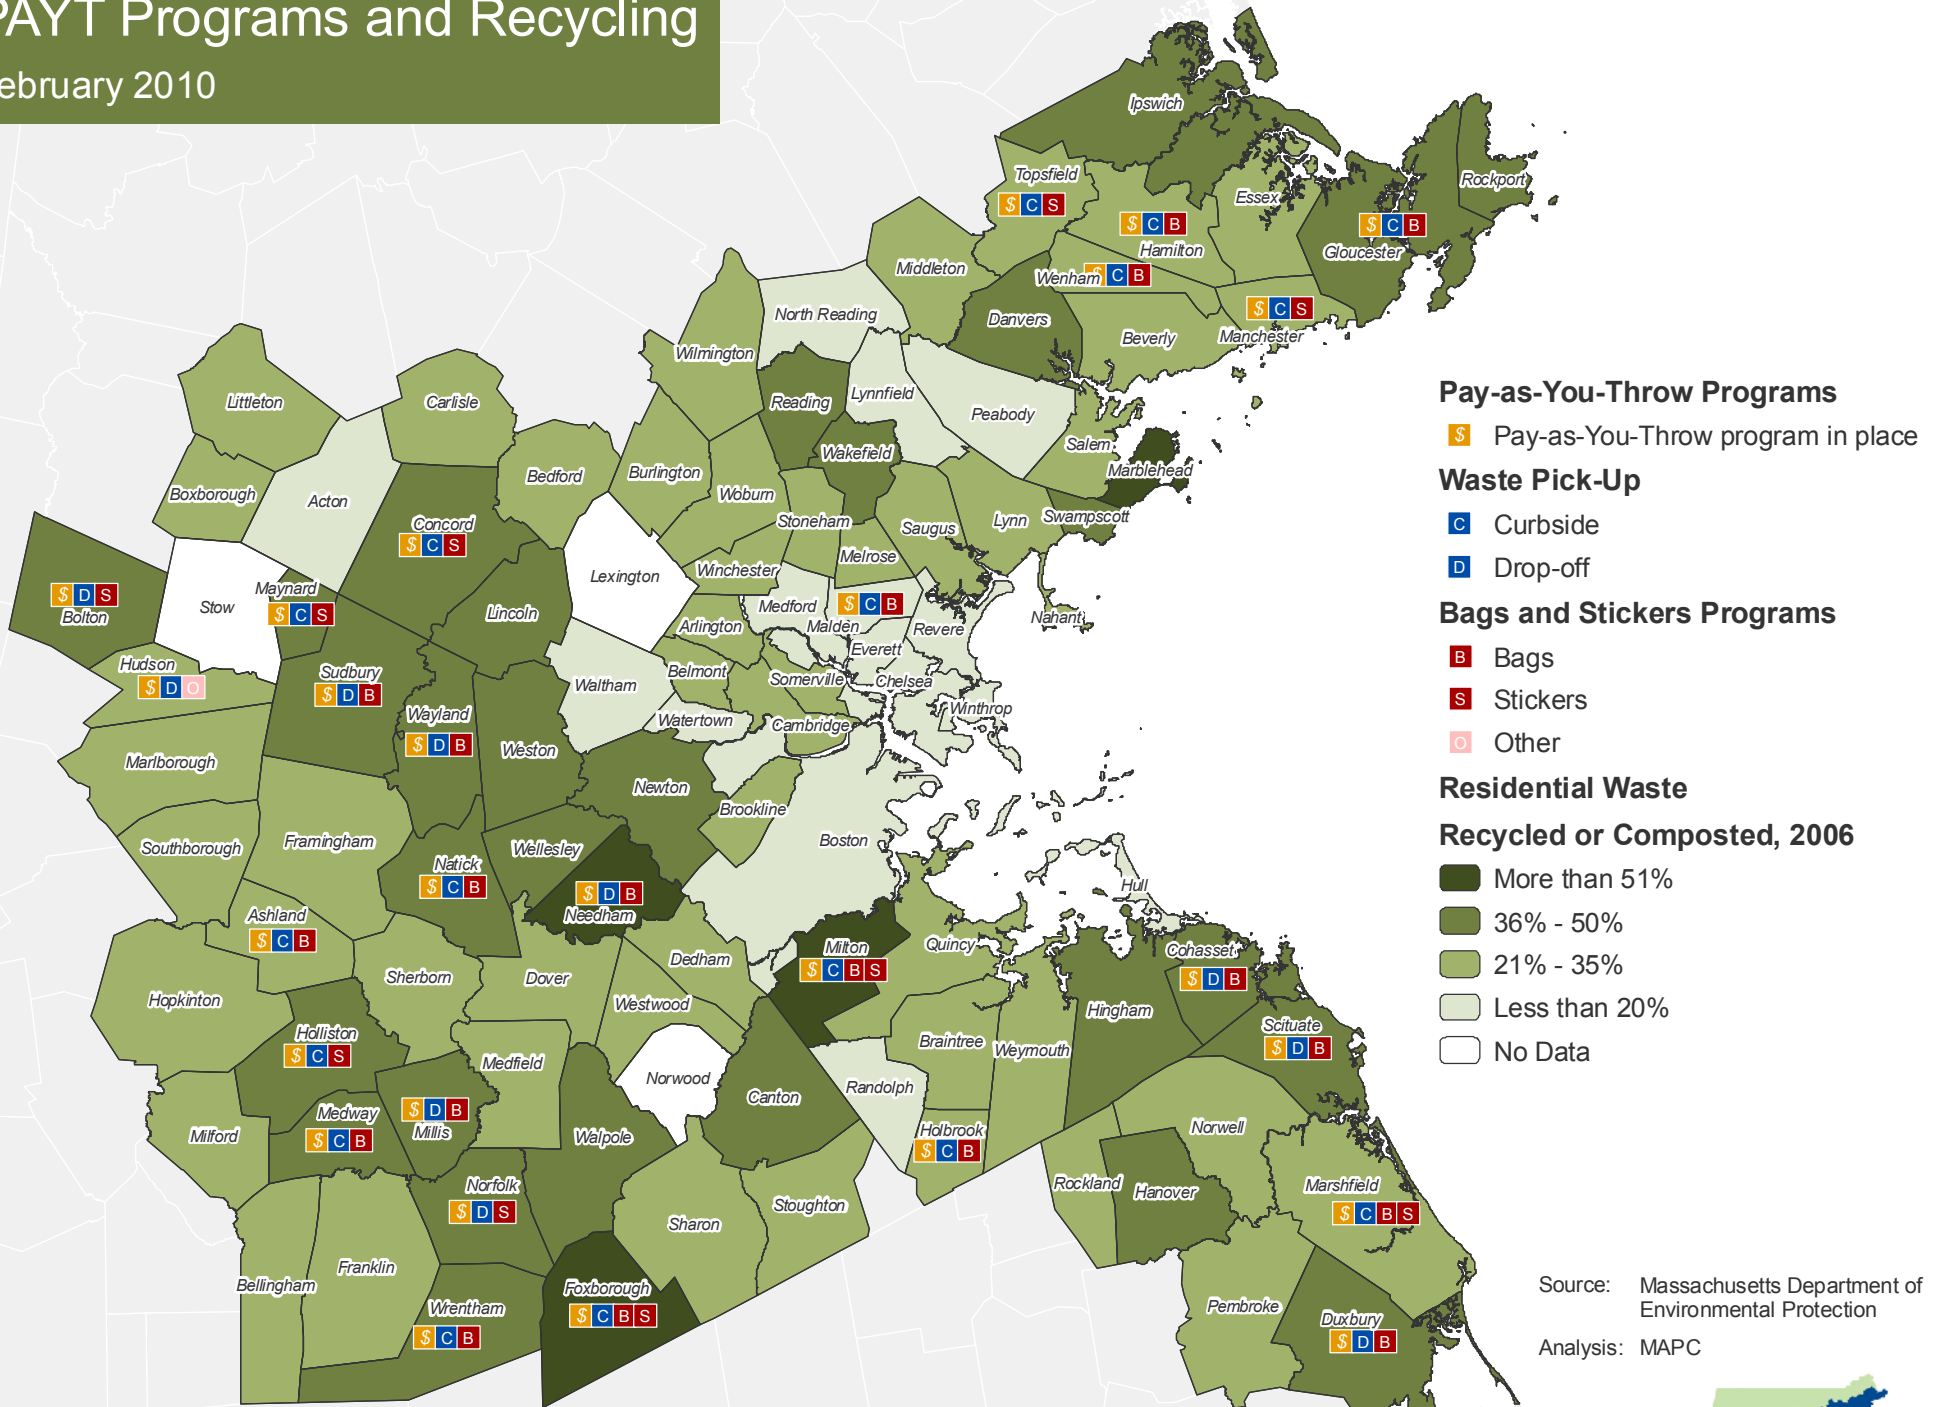 PAYT Programs and Recycling
ebruary 2010
Ipswich
Topsfield
$ C S
Rockport
Essex
$ C B
Hamilton
$ C B
Gloucester
Middleton
Wenham
$ C B
North Reading
Danvers
$ C S
Manchester
Beverly
Wilmington
Littleton
Carlisle
Reading
Lynnfield
Peabody
Salem
Marblehead
Wakefield
Bedford
Burlington
Boxborough
Acton
Woburn
Concord
$ C S
Stoneham
Saugus
Lynn
Swampscott
Melrose
Winchester
Lexington
Maynard
$ C S
Stow
$ D S
Bolton
Lincoln
Medford
$ C B
Malden
Arlington
Revere
Nahant
Everett
Hudson
$ D O
Sudbury
$ D B
Belmont
Somerville
Chelsea
Waltham
Winthrop
Wayland
$ D B
Watertown
Cambridge
Weston
Marlborough
Newton
Brookline
Boston
Framingham
Southborough
Wellesley
Natick
$ C B
$ D B
Needham
Hull
Ashland
$ C B
Milton
$ C B S
Quincy
Cohasset
$ D B
Dedham
Sherborn
Dover
Hopkinton
Westwood
Hingham
Scituate
$ D B
Holliston
$ C S
Braintree
Weymouth
Medfield
Norwood
Randolph
Canton
$ D B
Millis
Medway
$ C B
Milford
Walpole
Holbrook
$ C B
Norwell
Norfolk
$ D S
Rockland
Hanover
Marshfield
$ C B S
Stoughton
Sharon
Franklin
Bellingham
Foxborough
$ C B S
Wrentham
$ C B
Pembroke
Duxbury
$ D B
Pay-as-You-Throw Programs
$ Pay-as-You-Throw program in place
Waste Pick-Up
C Curbside
D Drop-off
Bags and Stickers Programs
B Bags
S Stickers
O Other
Residential Waste
Recycled or Composted, 2006
More than 51%
36% - 50%
21% - 35%
Less than 20%
No Data
Source: Massachusetts Department of
Environmental Protection
Analysis: MAPC